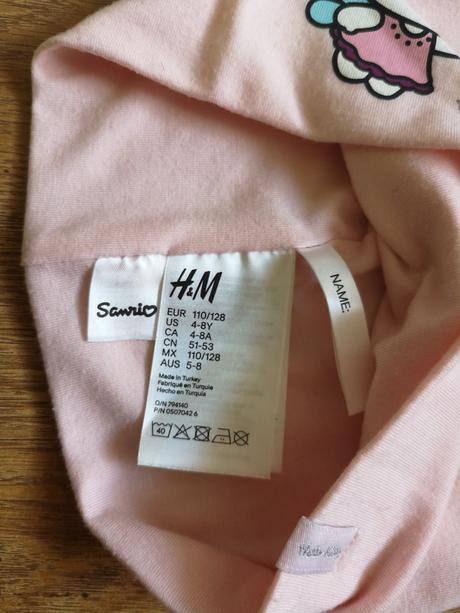 Sanrio
H&M
EUR 110/128
US 4-8Y
CA 4-8A
CN 51-53
MX 110/128
AUS 5-8
Made in Turkey
Fabriqué en Turquie
Hecho en Turquía
O/N 794140
P/N 0507042 6
40
NAME: